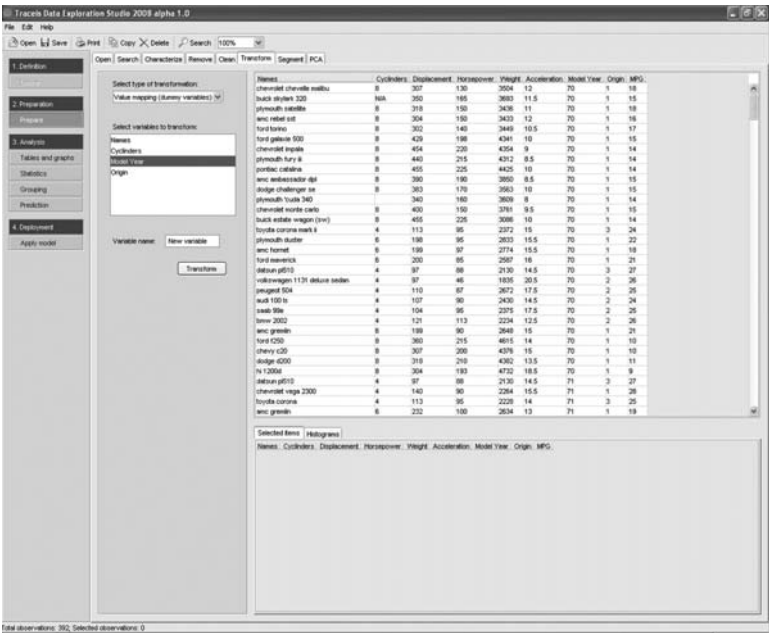 Traceis Data Exploration Studio 2008 alpha 1.0
File Edit Help
Open Save Print Copy Delete Search 100%
Open Search Characterize Remove Clean Transform Segment PCA
1. Definition
2. Preparation
Prepare
3. Analysis
Tables and graphs
Statistics
Grouping
Prediction
4. Deployment
Apply model
Select type of transformation:
Value mapping (dummy variables)
Select variables to transform:
Names
Cyclinders
Model Year
Origin
Variable name: New variable
Transform
Names Cyclinders Displacement Horsepower Weight Acceleration Model Year Origin MPG
chevrolet chevelle malibu 8 307 130 3504 12 70 1 18
buick skylark 320 N/A 350 165 3693 11.5 70 1 15
plymouth satellite 8 318 150 3436 11 70 1 18
amc rebel sst 8 304 150 3433 12 70 1 16
ford torino 8 302 140 3449 10.5 70 1 17
ford galaxie 500 8 429 198 4341 10 70 1 15
chevrolet impala 8 454 220 4354 9 70 1 14
plymouth fury iii 8 440 215 4312 8.5 70 1 14
pontiac catalina 8 455 225 4425 10 70 1 14
amc ambassador dpl 8 390 190 3850 8.5 70 1 15
dodge challenger se 8 383 170 3563 10 70 1 15
plymouth 'cuda 340 340 160 3609 8 70 1 14
chevrolet monte carlo 8 400 150 3761 9.5 70 1 15
buick estate wagon (sw) 8 455 225 3086 10 70 1 14
toyota corona mark ii 4 113 95 2372 15 70 3 24
plymouth duster 6 198 95 2833 15.5 70 1 22
amc hornet 6 199 97 2774 15.5 70 1 18
ford maverick 6 200 85 2587 16 70 1 21
datsun pl510 4 97 88 2130 14.5 70 3 27
volkswagen 1131 deluxe sedan 4 97 46 1835 20.5 70 2 26
peugeot 504 4 110 87 2672 17.5 70 2 25
audi 100 ls 4 107 90 2430 14.5 70 2 24
saab 99e 4 104 95 2375 17.5 70 2 25
bmw 2002 4 121 113 2234 12.5 70 2 26
amc gremlin 6 199 90 2648 15 70 1 21
ford f250 8 360 215 4615 14 70 1 10
chevy c20 8 307 200 4376 15 70 1 10
dodge d200 8 318 210 4382 13.5 70 1 11
hi 1200d 8 304 193 4732 18.5 70 1 9
datsun pl510 4 97 88 2130 14.5 71 3 27
chevrolet vega 2300 4 140 90 2264 15.5 71 1 28
toyota corona 4 113 95 2228 14 71 3 25
amc gremlin 6 232 100 2634 13 71 1 19
Selected items Histograms
Names Cyclinders Displacement Horsepower Weight Acceleration Model Year Origin MPG
Total observations: 392, Selected observations: 0